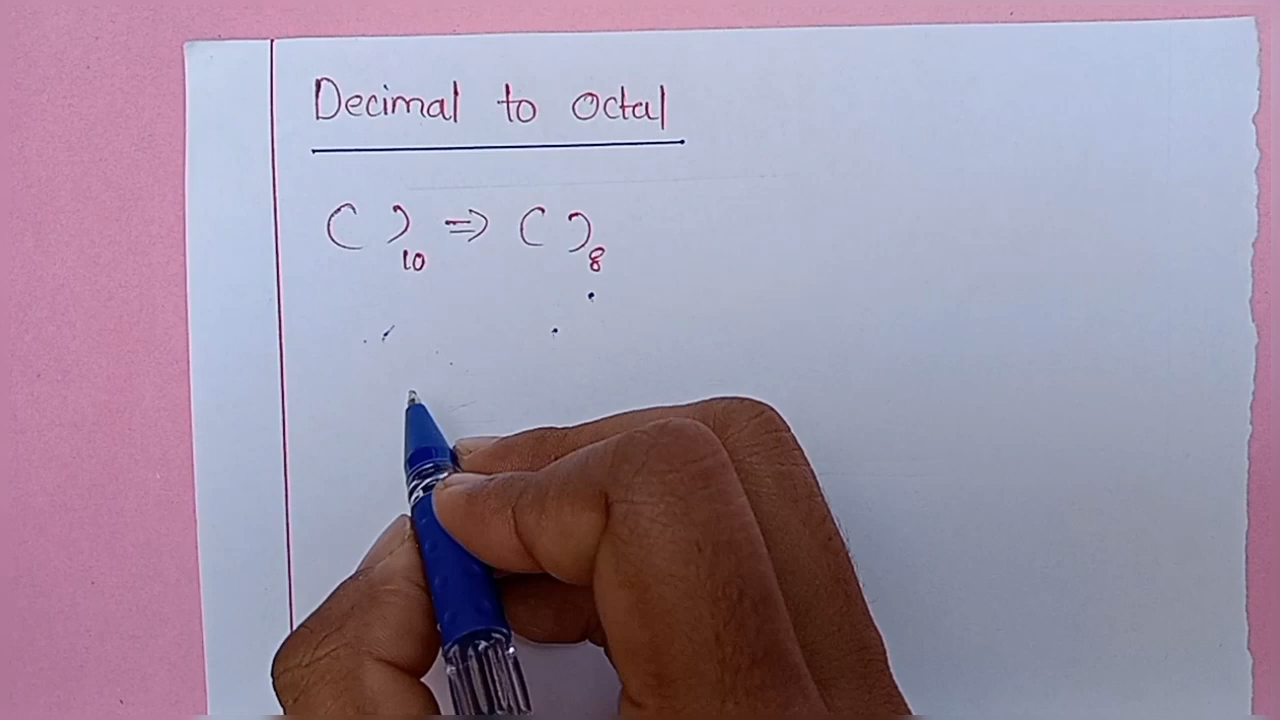 Decimal to Octal
( )10 ⇒ ( )8